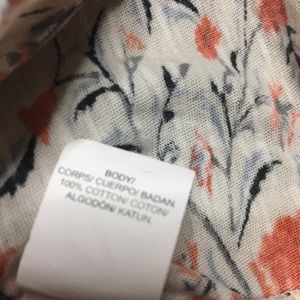 BODY/
CORPS/ CUERPO/ BADAN.
100% COTTON/ COTON/
ALGODÓN/ KATUN.